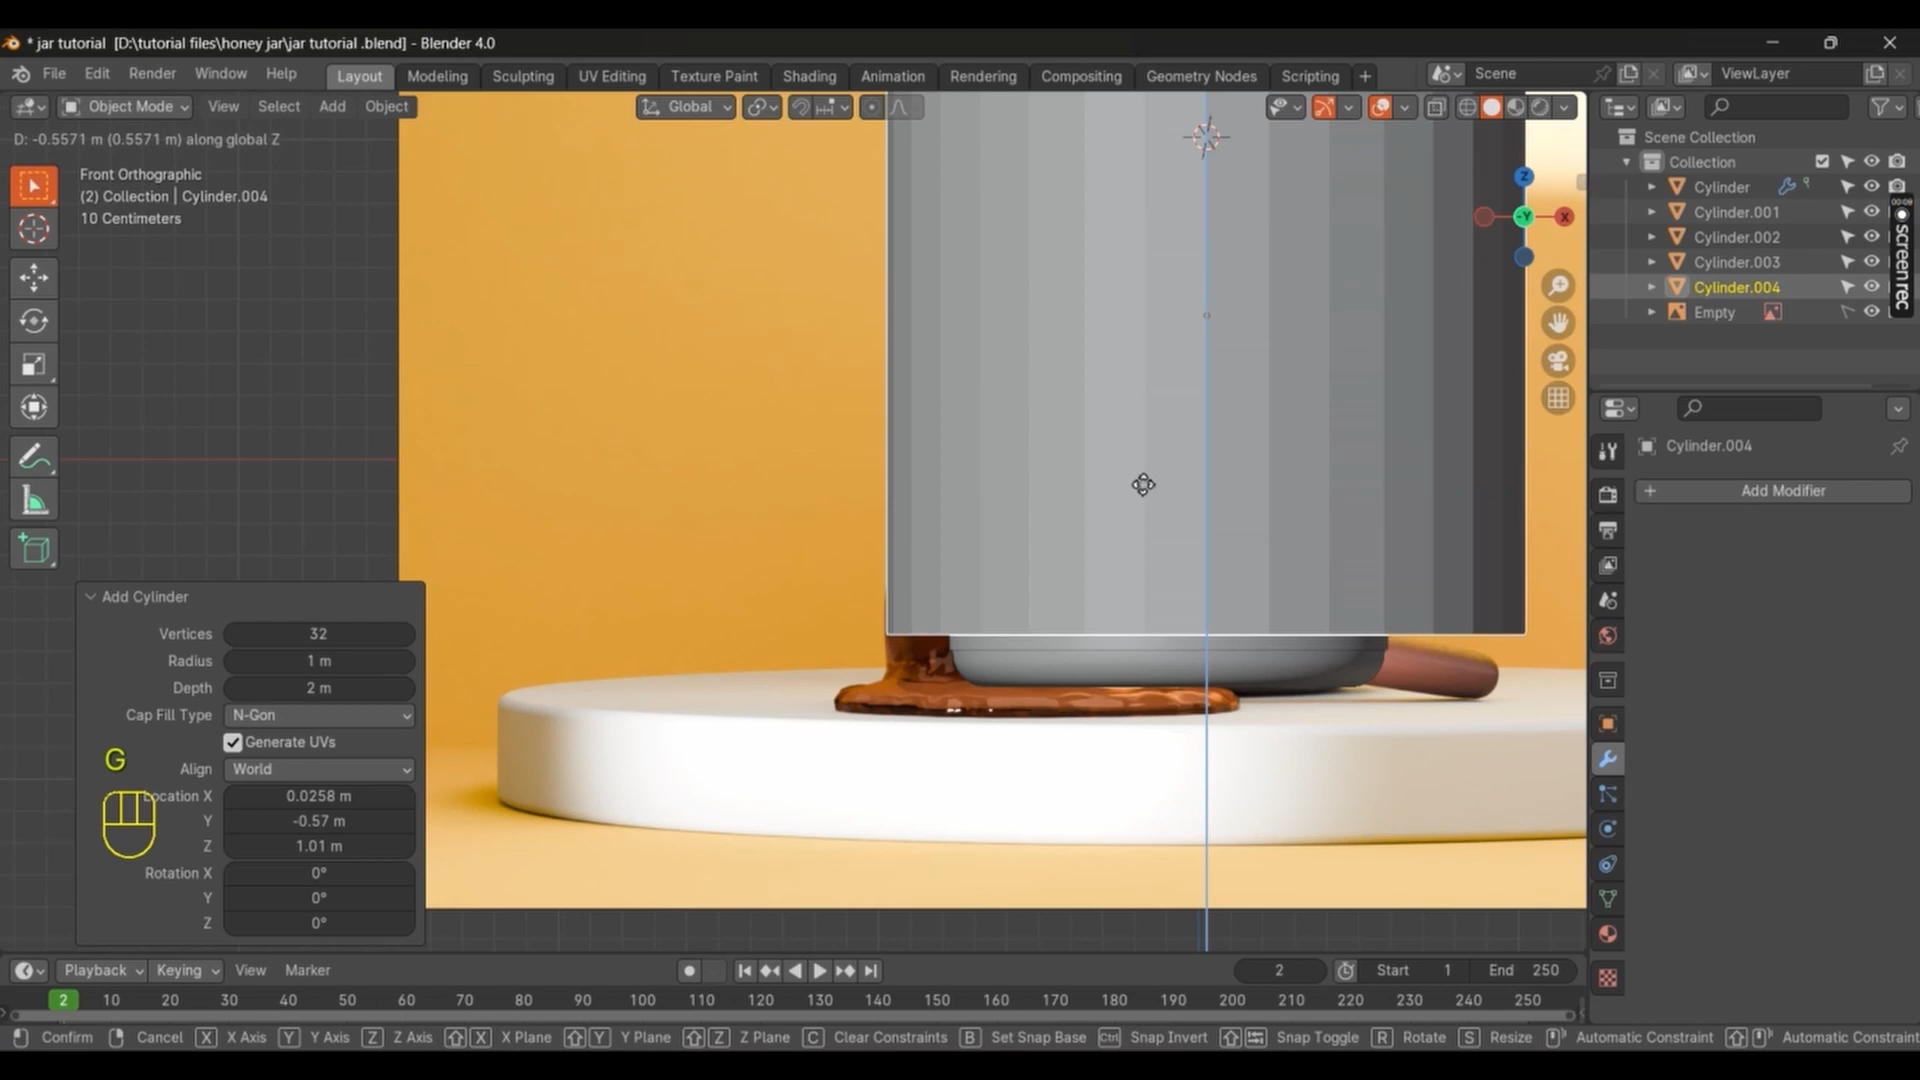 * jar tutorial [D:\tutorial files\honey jar\jar tutorial .blend] - Blender 4.0
File Edit Render Window Help Layout Modeling Sculpting UV Editing Texture Paint Shading Animation Rendering Compositing Geometry Nodes Scripting + Scene ViewLayer
Object Mode View Select Add Object Global
D: -0.5571 m (0.5571 m) along global Z
Front Orthographic
(2) Collection | Cylinder.004
10 Centimeters
Z
-Y
X
Scene Collection
Collection
Cylinder
Cylinder.001
Cylinder.002
Cylinder.003
Cylinder.004
Empty
00:09
screenrec
Cylinder.004
+ Add Modifier
Add Cylinder
Vertices 32
Radius 1 m
Depth 2 m
Cap Fill Type N-Gon
Generate UVs
Align World
Location X 0.0258 m
Y -0.57 m
Z 1.01 m
Rotation X 0°
Y 0°
Z 0°
G
Playback Keying View Marker 2 Start 1 End 250
2 10 20 30 40 50 60 70 80 90 100 110 120 130 140 150 160 170 180 190 200 210 220 230 240 250
Confirm Cancel X X Axis Y Y Axis Z Z Axis X X Plane Y Y Plane Z Z Plane C Clear Constraints B Set Snap Base Ctrl Snap Invert Snap Toggle R Rotate S Resize Automatic Constraint Automatic Constraint